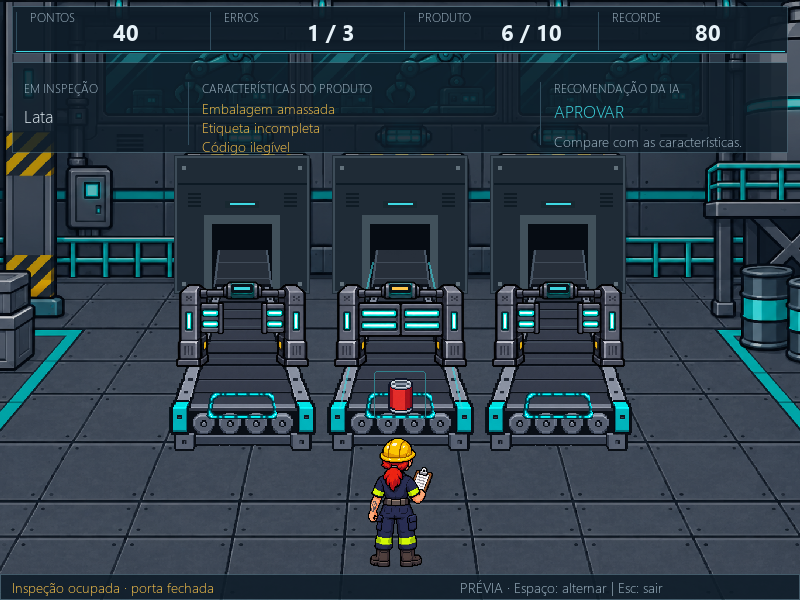 PONTOS
40
ERROS
1 / 3
PRODUTO
6 / 10
RECORDE
80
EM INSPEÇÃO
Lata
CARACTERÍSTICAS DO PRODUTO
Embalagem amassada
Etiqueta incompleta
Código ilegível
RECOMENDAÇÃO DA IA
APROVAR
Compare com as características.
Inspeção ocupada · porta fechada
PRÉVIA · Espaço: alternar | Esc: sair